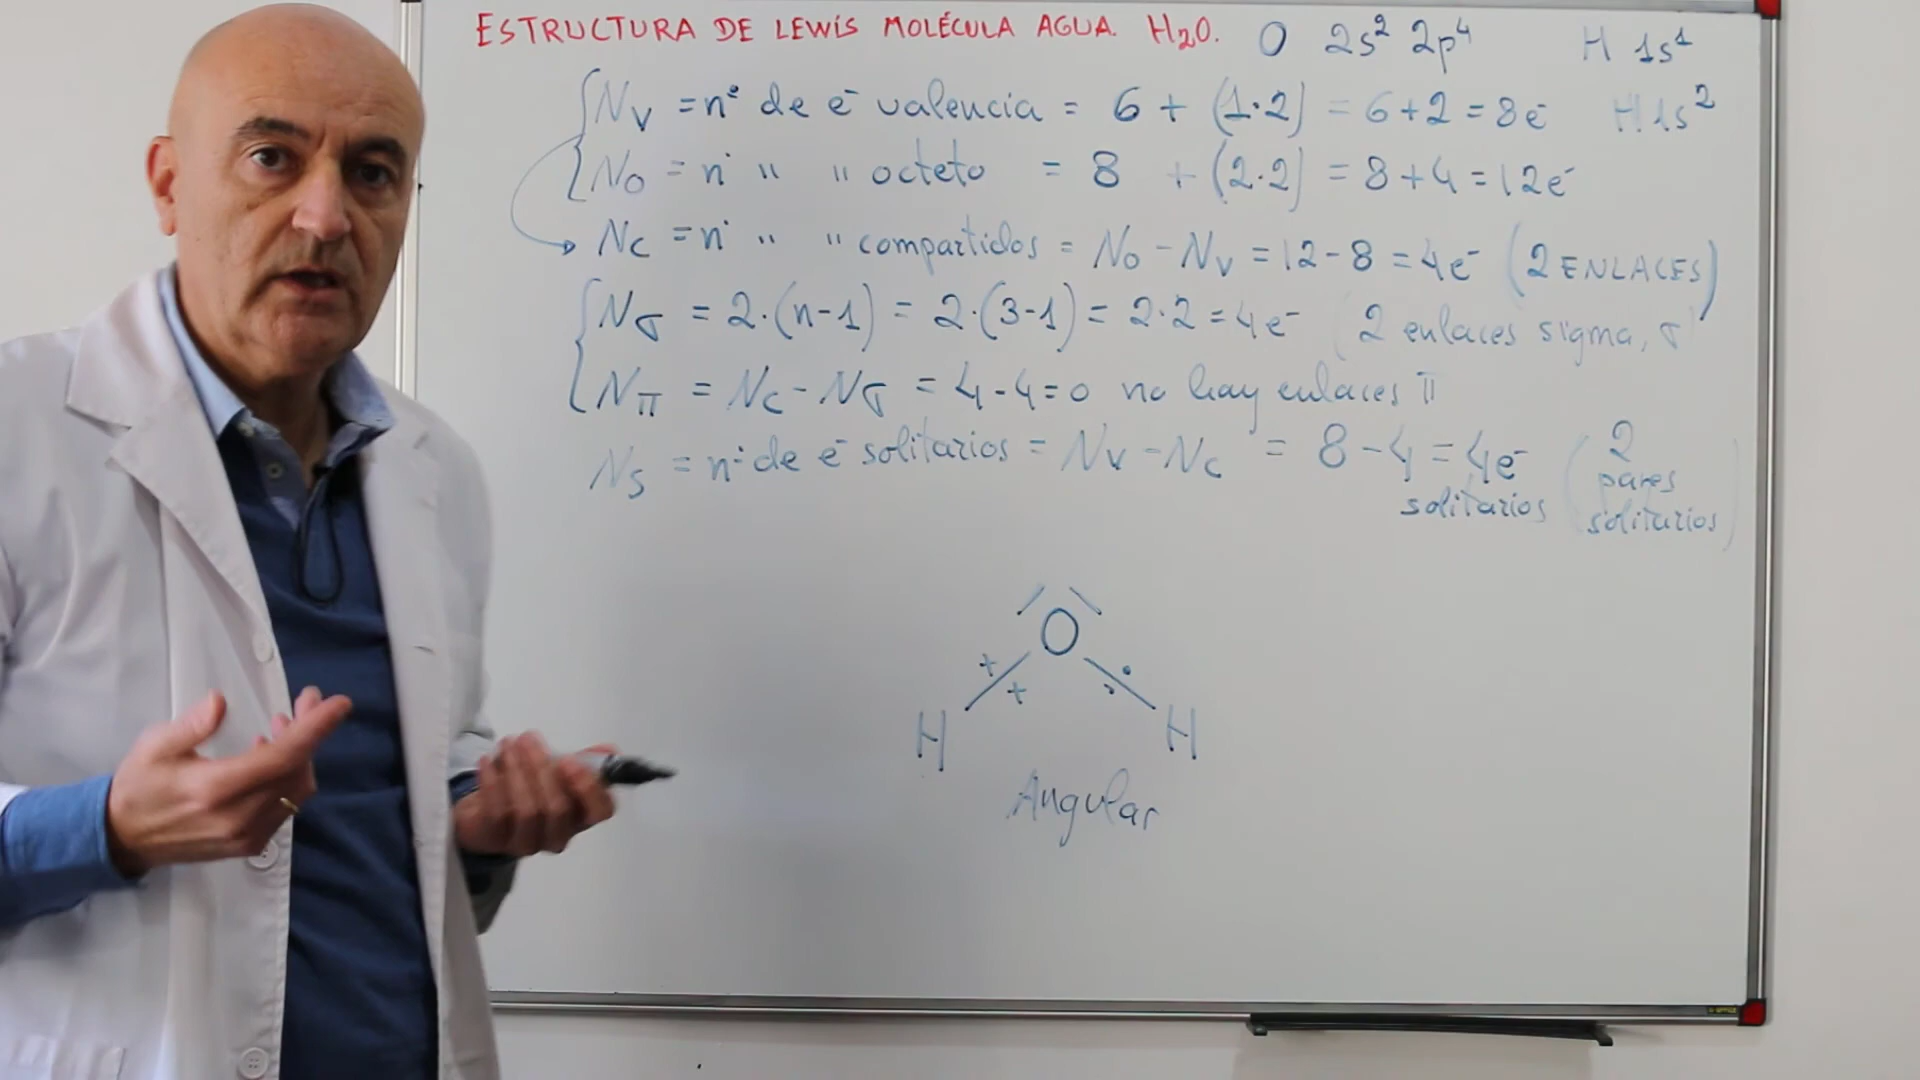 ESTRUCTURA DE LEWIS MOLÉCULA AGUA. H₂O. O 2s² 2p⁴ H 1s¹
Nv = nº de e⁻ valencia = 6 + (1·2) = 6+2 = 8e⁻ H 1s²
No = n· " " octeto = 8 + (2·2) = 8+4 = 12e⁻
Nc = n· " " compartidos = No - Nv = 12-8 = 4e⁻ (2 ENLACES)
Nσ = 2·(n-1) = 2·(3-1) = 2·2 = 4e⁻ (2 enlaces sigma, σ
Nπ = Nc - Nσ = 4-4=0 no hay enlaces π
Ns = nº de e⁻ solitarios = Nv - Nc = 8-4 = 4e⁻ solitarios (2 pares solitarios)
O
H H
Angular